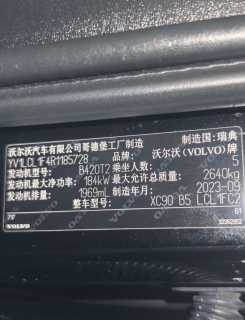 沃尔沃汽车有限公司哥德堡工厂制造 制造国：瑞典
YV1LCL1F4R1185728 品牌：沃尔沃（VOLVO）牌
发动机型号： B420T2 乘坐人数： 5
发动机最大净功率： 184kW 最大允许总质量： 2640kg
发动机排量： 1969mL 制造年月： 2023-09
整车型号： XC90 B5 LCL1FC2
79 61
VOLVO 32262952